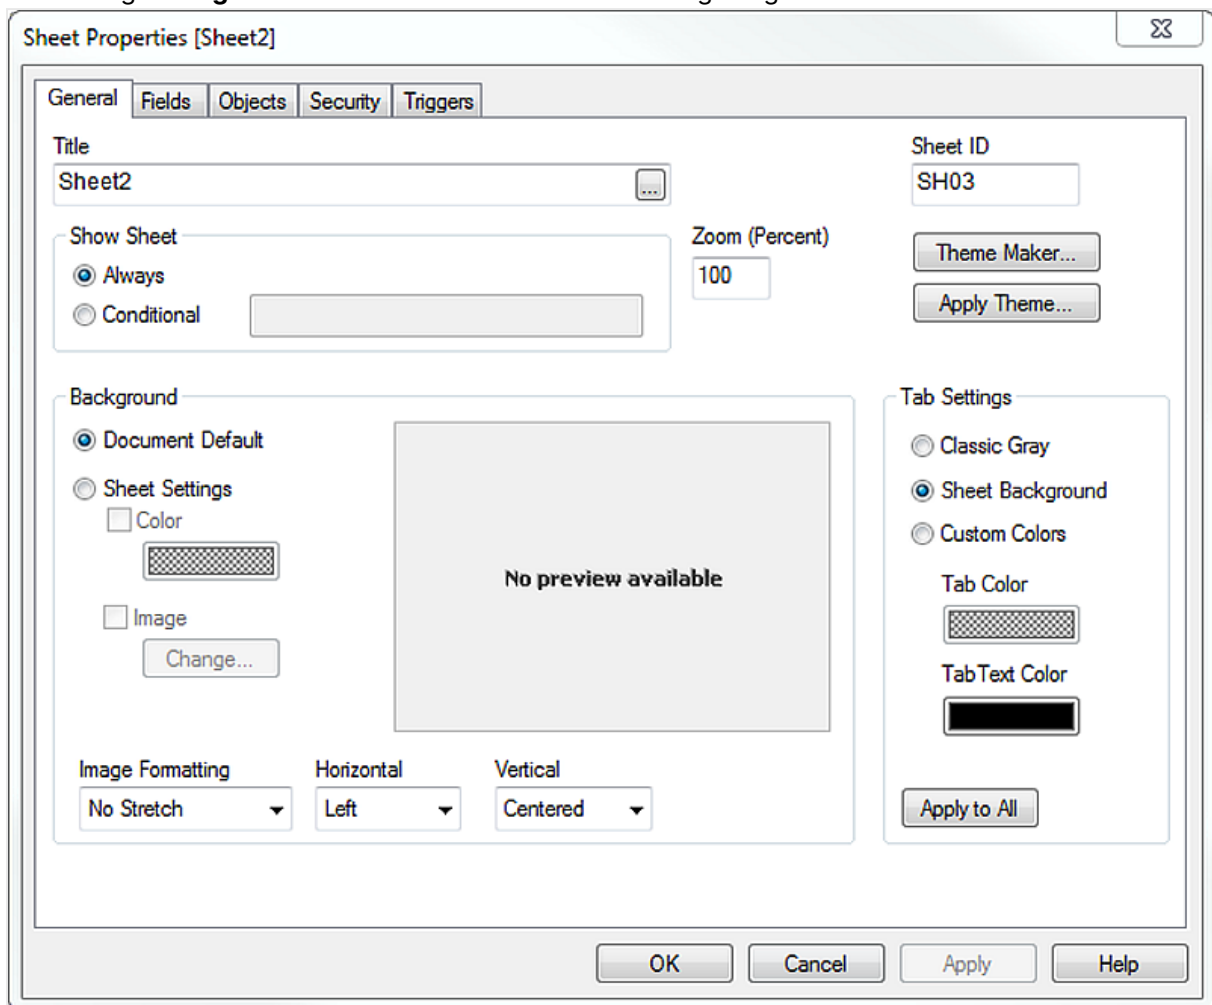 Sheet Properties [Sheet2]
General Fields Objects Security Triggers
Title
Sheet ID
Sheet2 ...
SH03
Show Sheet
Zoom (Percent)
Always
100
Theme Maker...
Conditional
Apply Theme...
Background
Tab Settings
Document Default
Classic Gray
Sheet Settings
Sheet Background
Color
Custom Colors
No preview available
Tab Color
Image
Change...
Tab Text Color
Image Formatting Horizontal Vertical
No Stretch Left Centered
Apply to All
OK Cancel Apply Help